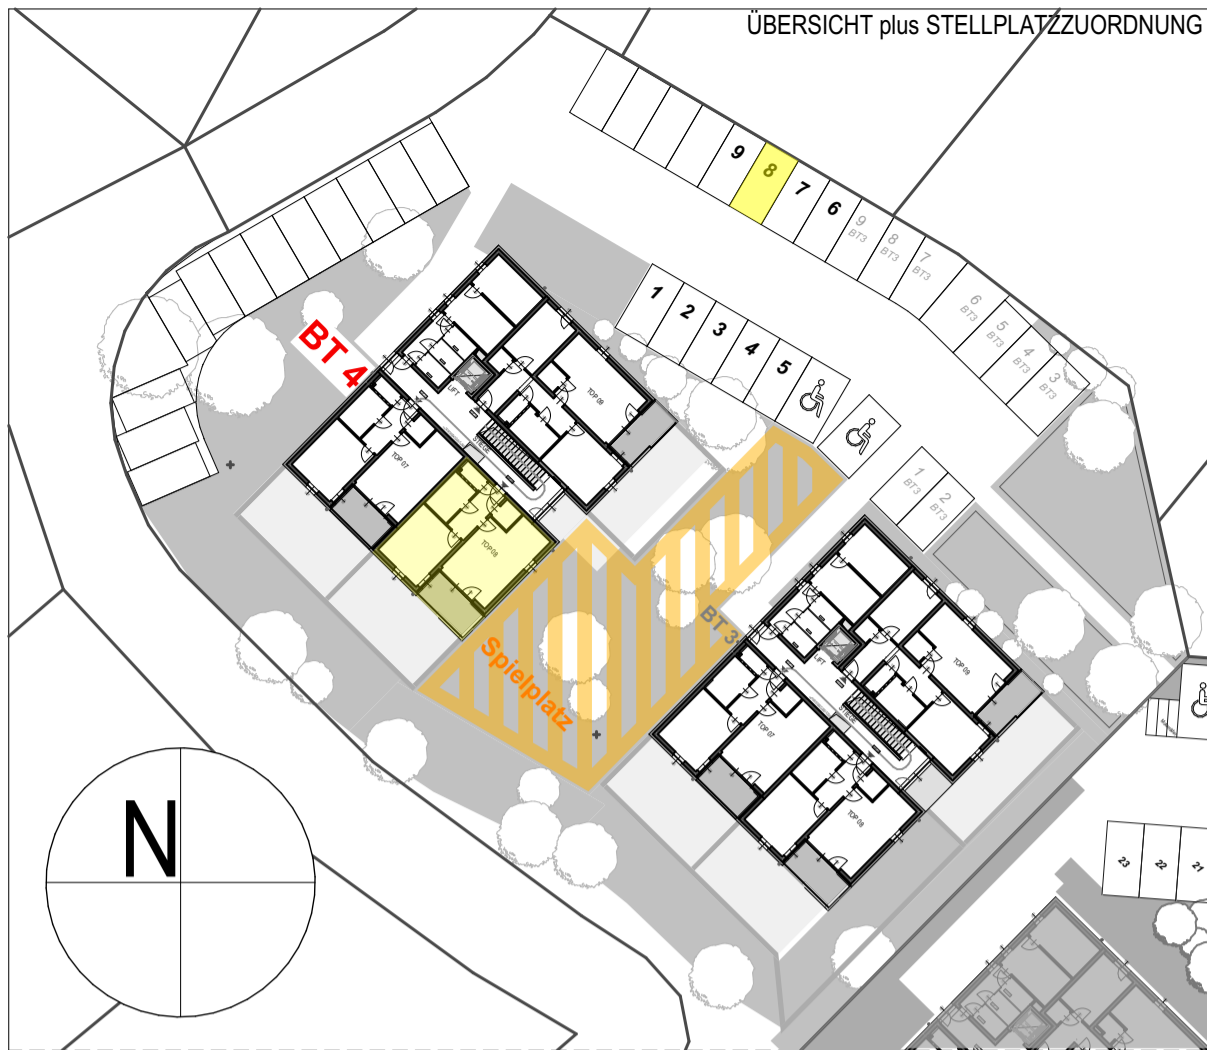 ÜBERSICHT plus STELLPLATZZUORDNUNG
9
8
7
6
9 BT3
8 BT3
7 BT3
6 BT3
5 BT3
4 BT3
3 BT3
1
2
3
4
5
BT 4
LIFT
TOP 09
STIEGE
TOP 07
TOP 08
1 BT3
2 BT3
Spielplatz
BT 3
LIFT
TOP 09
STIEGE
TOP 07
TOP 08
N
23
22
21